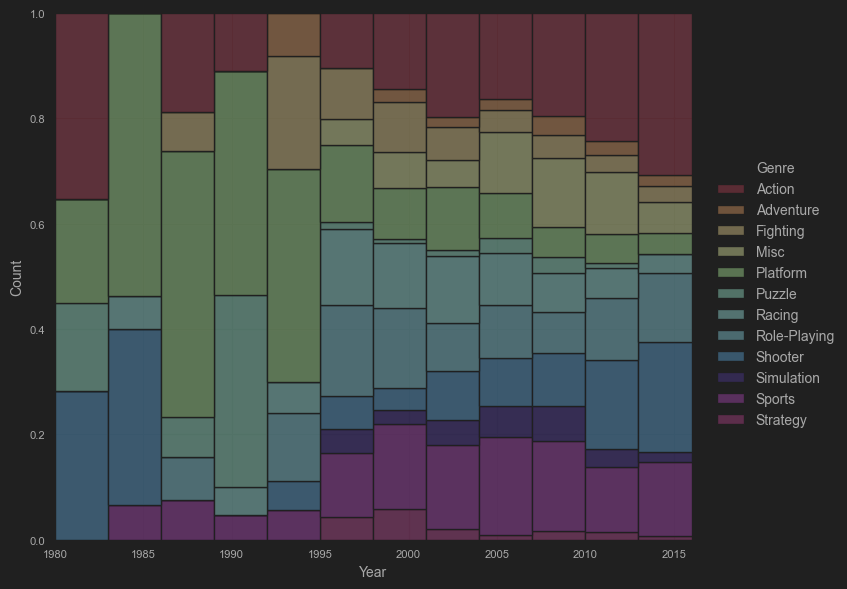 1.0
0.8
0.6
0.4
0.2
0.0
Count
1980
1985
1990
1995
2000
2005
2010
2015
Year
Genre
Action
Adventure
Fighting
Misc
Platform
Puzzle
Racing
Role-Playing
Shooter
Simulation
Sports
Strategy